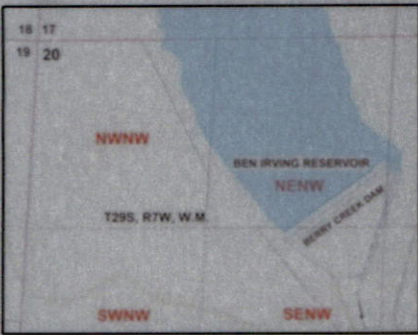 18 17
19 20
NWNW
BEN IRVING RESERVOIR
NENW
T29S, R7W, W.M.
BERRY CREEK DAM
SWNW SENW